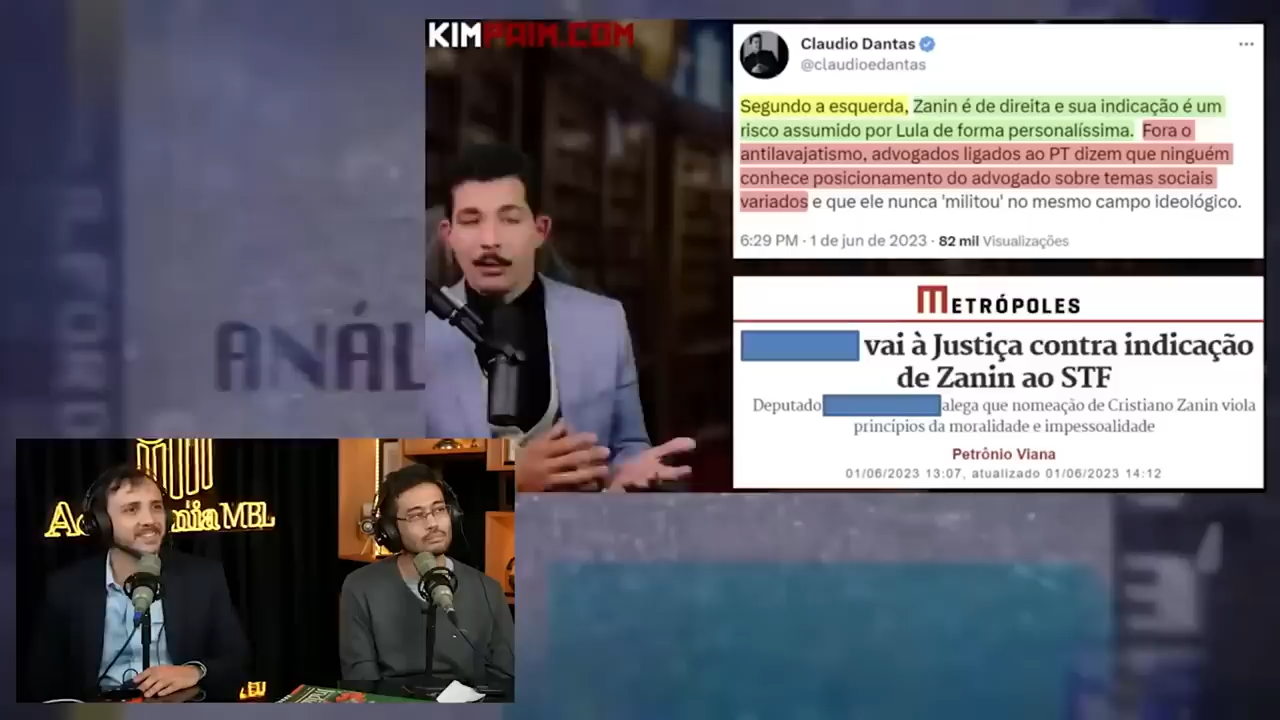 KIMPAIM.COM
Claudio Dantas
@claudioedantas
Segundo a esquerda, Zanin é de direita e sua indicação é um
risco assumido por Lula de forma personalíssima. Fora o
antilavajatismo, advogados ligados ao PT dizem que ninguém
conhece posicionamento do advogado sobre temas sociais
variados e que ele nunca 'militou' no mesmo campo ideológico.
6:29 PM · 1 de jun de 2023 · 82 mil Visualizações
METRÓPOLES
vai à Justiça contra indicação
de Zanin ao STF
Deputado alega que nomeação de Cristiano Zanin viola
princípios da moralidade e impessoalidade
Petrônio Viana
01/06/2023 13:07, atualizado 01/06/2023 14:12
ANÁL
MBL